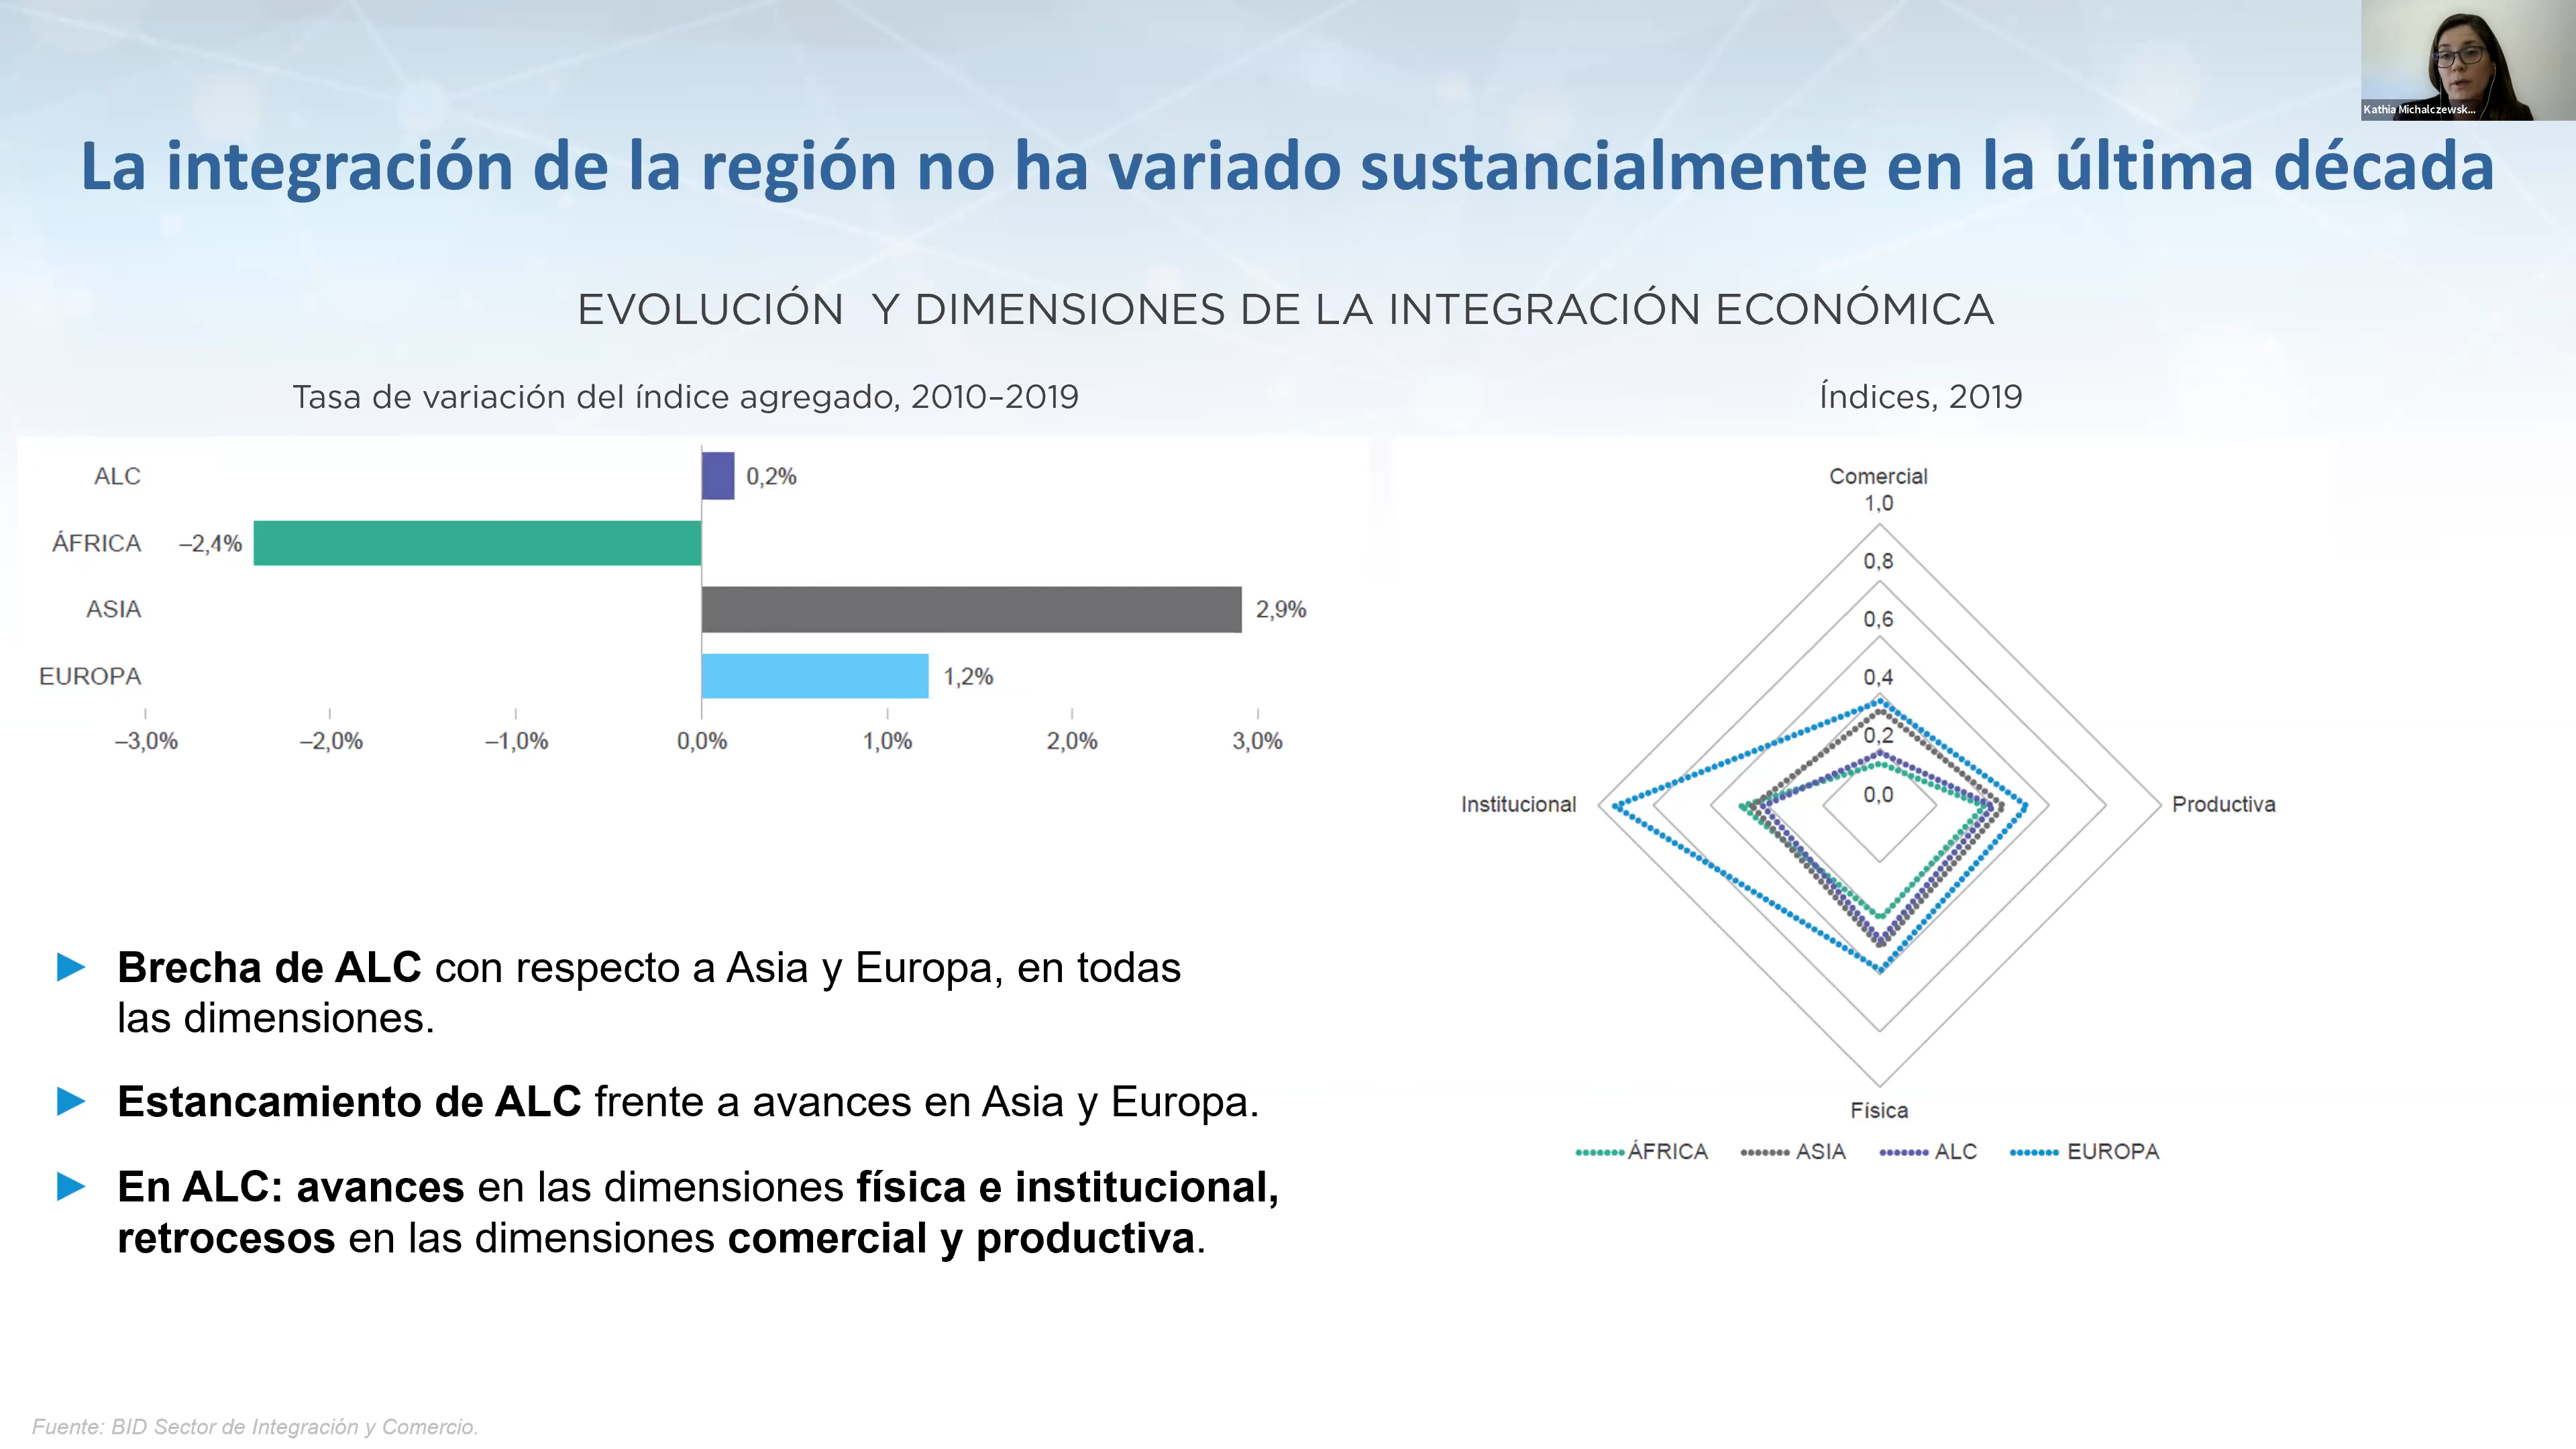 Kathia Michalczewsk...
La integración de la región no ha variado sustancialmente en la última década
EVOLUCIÓN Y DIMENSIONES DE LA INTEGRACIÓN ECONÓMICA
Tasa de variación del índice agregado, 2010–2019
ALC 0,2%
ÁFRICA –2,4%
ASIA 2,9%
EUROPA 1,2%
–3,0% –2,0% –1,0% 0,0% 1,0% 2,0% 3,0%
Índices, 2019
Comercial
1,0
0,8
0,6
0,4
0,2
0,0
Institucional
Productiva
Física
ÁFRICA ASIA ALC EUROPA
Brecha de ALC con respecto a Asia y Europa, en todas
las dimensiones.
Estancamiento de ALC frente a avances en Asia y Europa.
En ALC: avances en las dimensiones física e institucional,
retrocesos en las dimensiones comercial y productiva.
Fuente: BID Sector de Integración y Comercio.